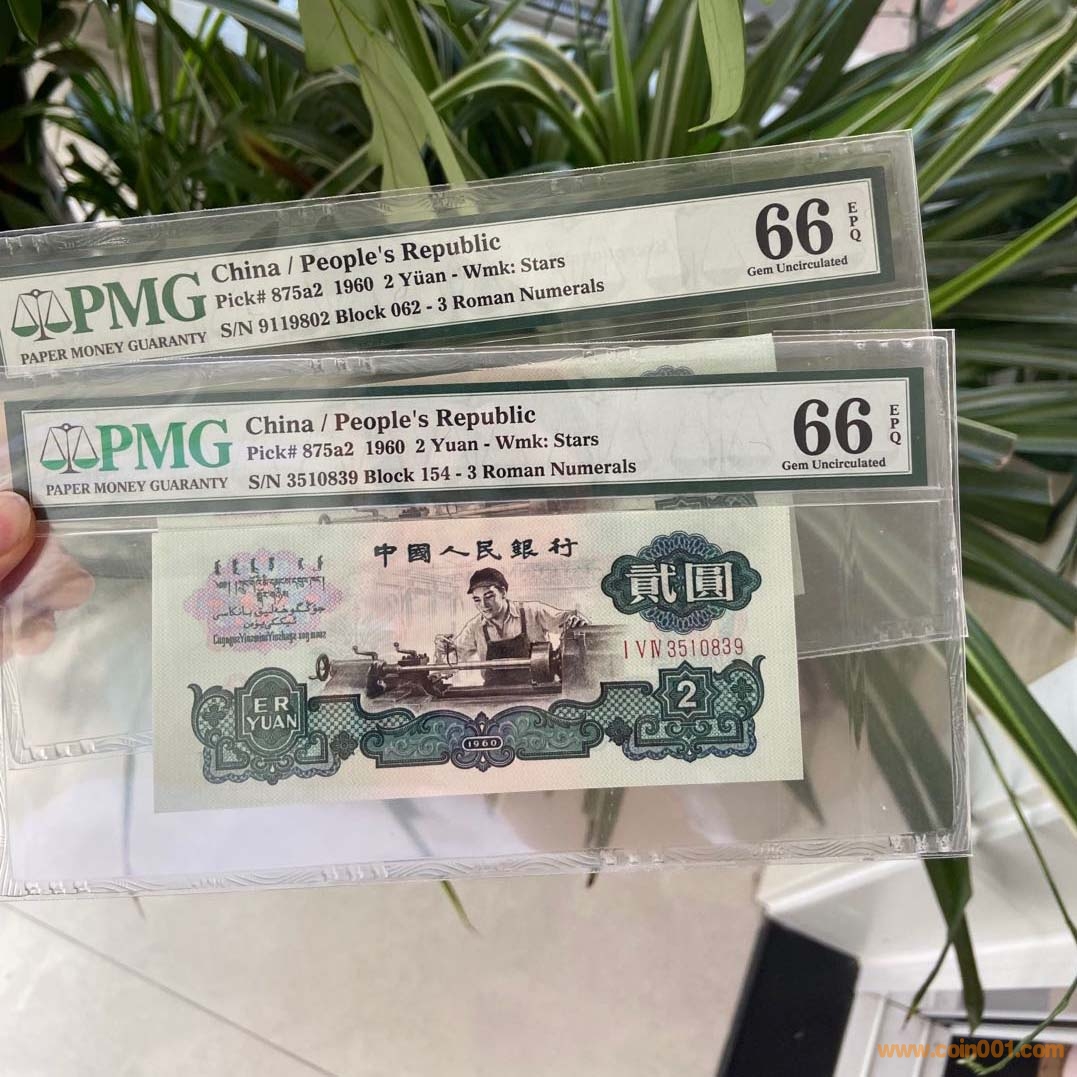 PMG
PAPER MONEY GUARANTY
China / People's Republic
Pick# 875a2 1960 2 Yüan - Wmk: Stars
S/N 9119802 Block 062 - 3 Roman Numerals
66
EPQ
Gem Uncirculated
PMG
PAPER MONEY GUARANTY
China / People's Republic
Pick# 875a2 1960 2 Yuan - Wmk: Stars
S/N 3510839 Block 154 - 3 Roman Numerals
66
EPQ
Gem Uncirculated
中國人民銀行
貳圓
I V IV 3510839
ER
YUAN
2
1960
www.coin001.com